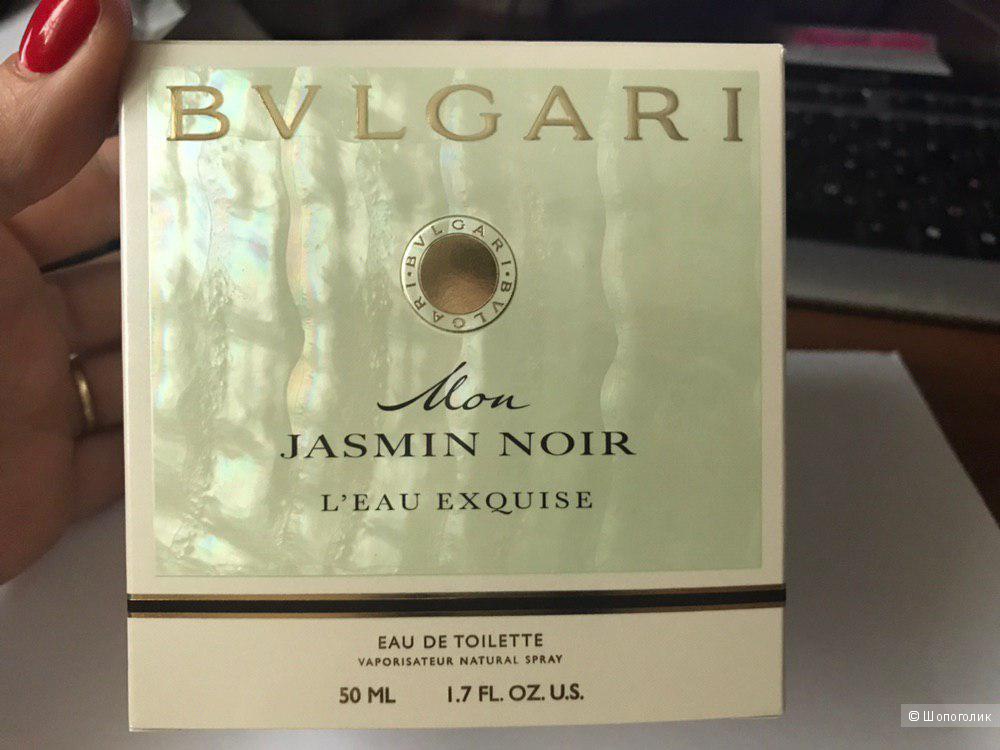 BVLGARI
BVLGARI · BVLGARI ·
Mon
JASMIN NOIR
L'EAU EXQUISE
EAU DE TOILETTE
VAPORISATEUR NATURAL SPRAY
50 ML 1.7 FL. OZ. U.S.
© Шопоголик